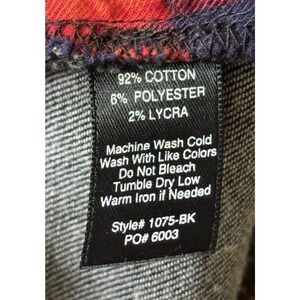 92% COTTON
6% POLYESTER
2% LYCRA
Machine Wash Cold
Wash With Like Colors
Do Not Bleach
Tumble Dry Low
Warm Iron if Needed
Style# 1075-BK
PO# 6003